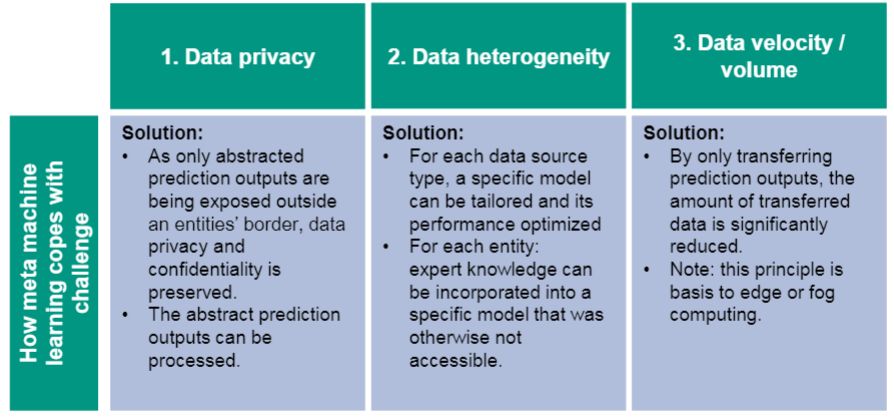 1. Data privacy
2. Data heterogeneity
3. Data velocity /
volume
How meta machine
learning copes with
challenge
Solution:
• As only abstracted
prediction outputs are
being exposed outside
an entities' border, data
privacy and
confidentiality is
preserved.
• The abstract prediction
outputs can be
processed.
Solution:
• For each data source
type, a specific model
can be tailored and its
performance optimized
• For each entity:
expert knowledge can
be incorporated into a
specific model that was
otherwise not
accessible.
Solution:
• By only transferring
prediction outputs, the
amount of transferred
data is significantly
reduced.
• Note: this principle is
basis to edge or fog
computing.